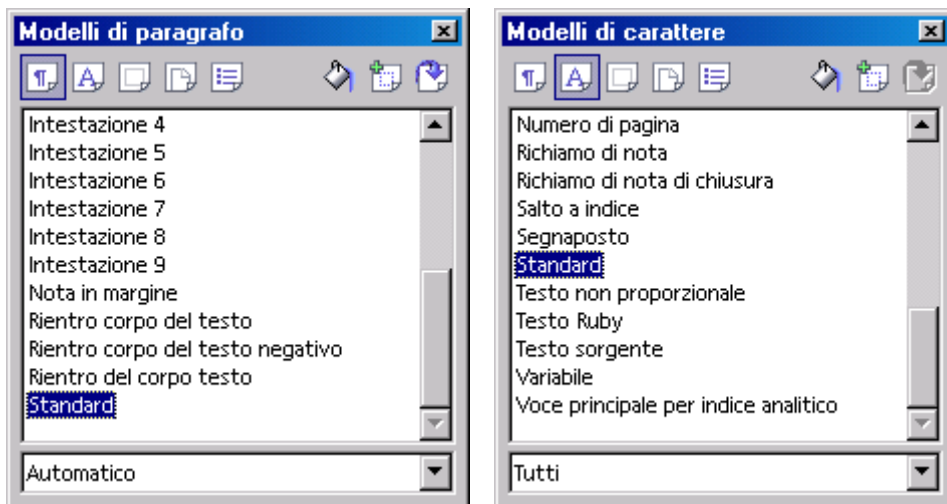 Modelli di paragrafo
Intestazione 4
Intestazione 5
Intestazione 6
Intestazione 7
Intestazione 8
Intestazione 9
Nota in margine
Rientro corpo del testo
Rientro corpo del testo negativo
Rientro del corpo testo
Standard
Automatico
Modelli di carattere
Numero di pagina
Richiamo di nota
Richiamo di nota di chiusura
Salto a indice
Segnaposto
Standard
Testo non proporzionale
Testo Ruby
Testo sorgente
Variabile
Voce principale per indice analitico
Tutti